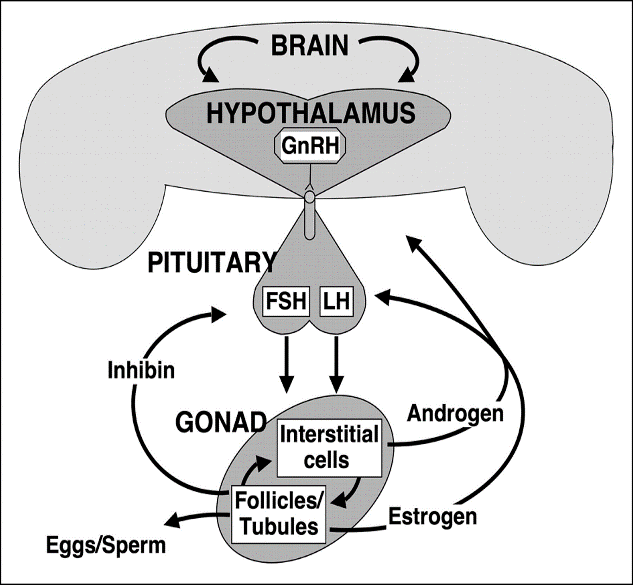 BRAIN
HYPOTHALAMUS
GnRH
PITUITARY
FSH
LH
Inhibin
GONAD
Interstitial
cells
Androgen
Follicles/
Tubules
Estrogen
Eggs/Sperm